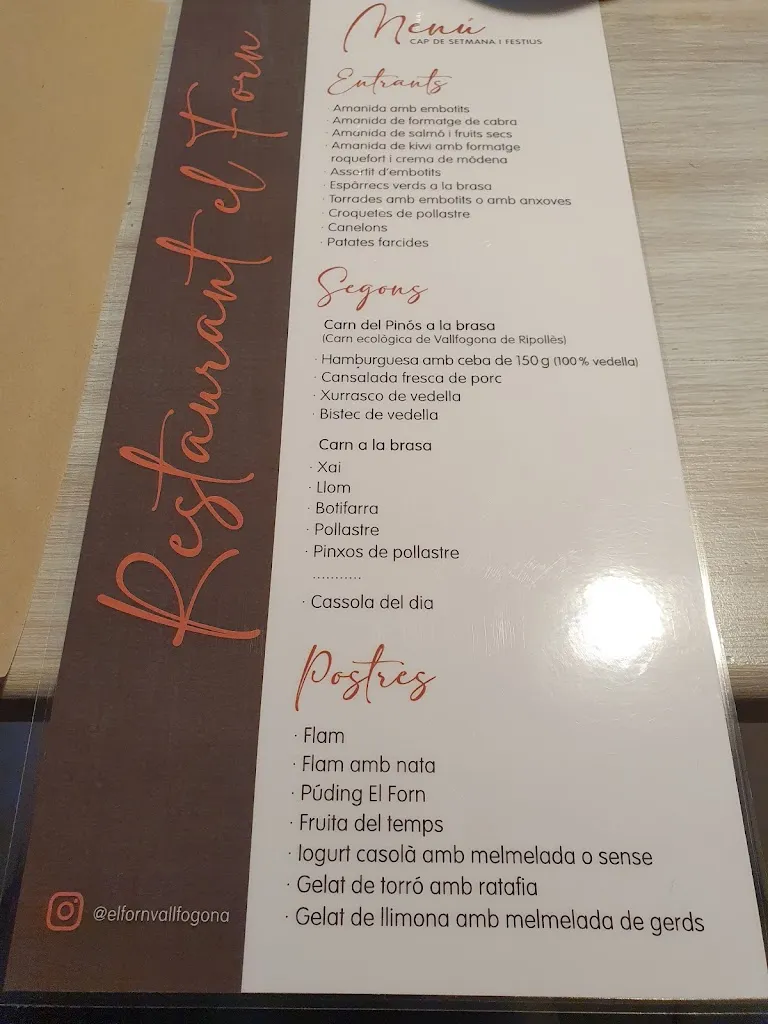 Restaurant el Forn
@elfornvallfogona
Menú
CAP DE SETMANA I FESTIUS
Entrants
· Amanida amb embotits
· Amanida de formatge de cabra
· Amanida de salmó i fruits secs
· Amanida de kiwi amb formatge
roquefort i crema de mòdena
· Assortit d'embotits
· Espàrrecs verds a la brasa
· Torrades amb embotits o amb anxoves
· Croquetes de pollastre
· Canelons
· Patates farcides
Segons
Carn del Pinós a la brasa
(Carn ecològica de Vallfogona de Ripollès)
· Hamburguesa amb ceba de 150 g (100% vedella)
· Cansalada fresca de porc
· Xurrasco de vedella
· Bistec de vedella
Carn a la brasa
· Xai
· Llom
· Botifarra
· Pollastre
· Pinxos de pollastre
...........
· Cassola del dia
Postres
· Flam
· Flam amb nata
· Púding El Forn
· Fruita del temps
· Iogurt casolà amb melmelada o sense
· Gelat de torró amb ratafia
· Gelat de llimona amb melmelada de gerds